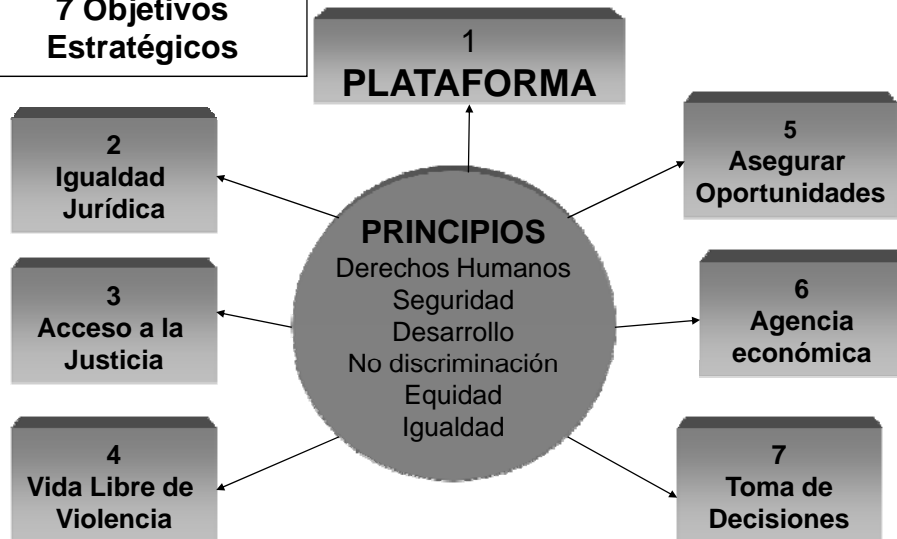 7 Objetivos
Estratégicos
1
PLATAFORMA
2
Igualdad
Jurídica
3
Acceso a la
Justicia
4
Vida Libre de
Violencia
PRINCIPIOS
Derechos Humanos
Seguridad
Desarrollo
No discriminación
Equidad
Igualdad
5
Asegurar
Oportunidades
6
Agencia
económica
7
Toma de
Decisiones